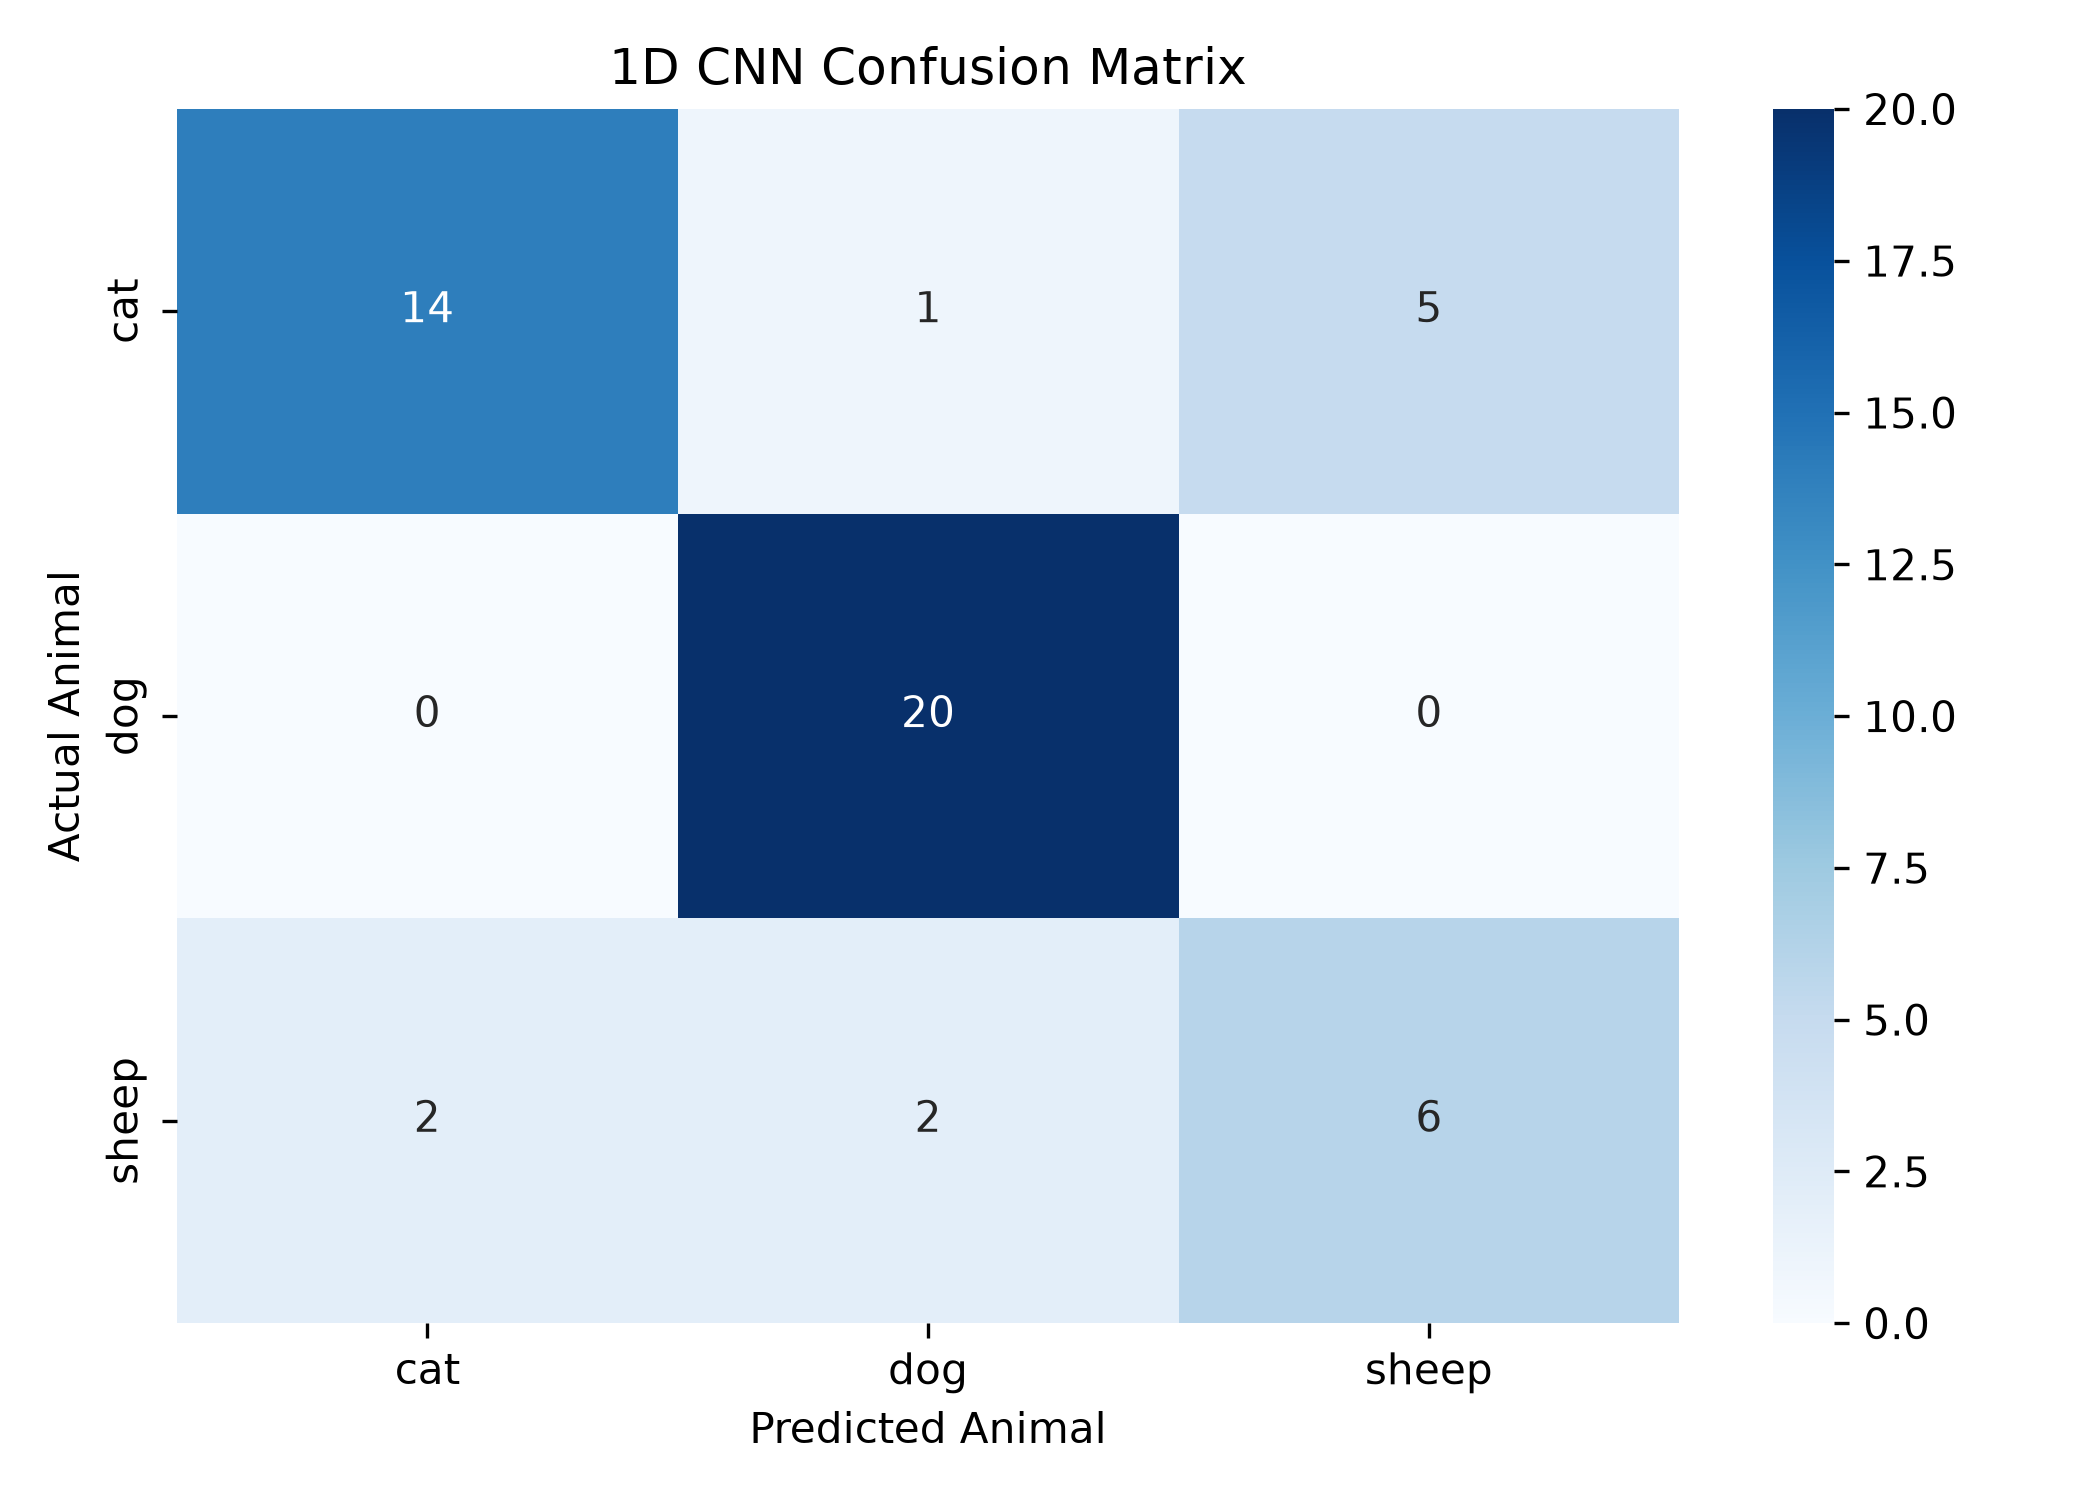 1D CNN Confusion Matrix
20.0
17.5
15.0
12.5
10.0
7.5
5.0
2.5
0.0
Actual Animal
cat
14 1 5
dog
0 20 0
sheep
2 2 6
cat dog sheep
Predicted Animal